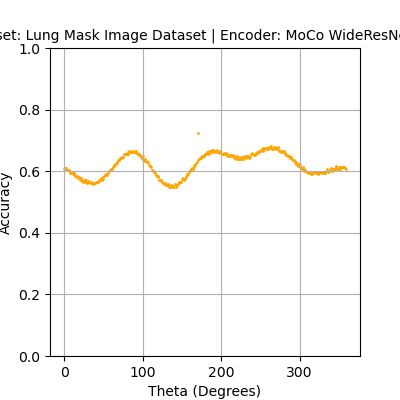 set: Lung Mask Image Dataset | Encoder: MoCo WideResNe
1.0
0.8
0.6
0.4
0.2
0.0
Accuracy
0 100 200 300
Theta (Degrees)